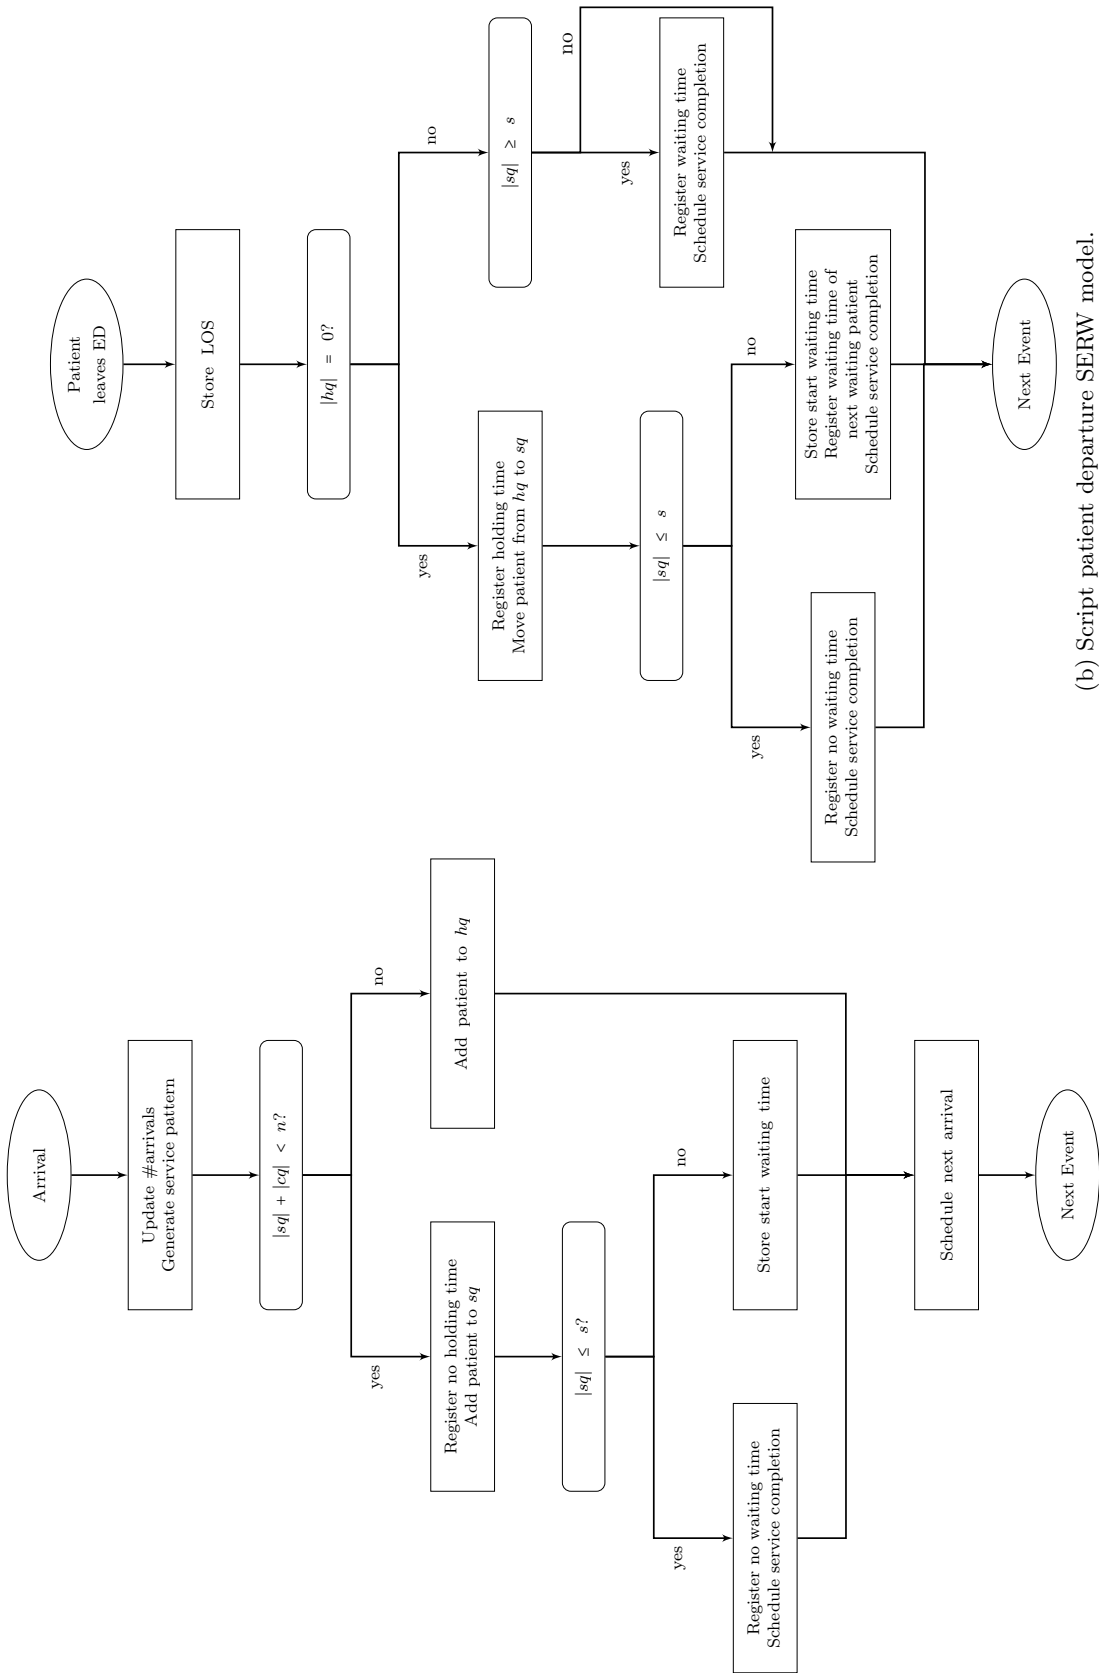 Arrival
Update #arrivals
Generate service pattern
|sq| + |cq| < n?
yes
no
Register no holding time
Add patient to sq
Add patient to hq
|sq| ≤ s?
yes
no
Register no waiting time
Schedule service completion
Store start waiting time
Schedule next arrival
Next Event
Patient
leaves ED
Store LOS
|hq| = 0?
yes
no
Register holding time
Move patient from hq to sq
|sq| ≥ s
no
yes
Register waiting time
Schedule service completion
|sq| ≤ s
yes
no
Register no waiting time
Schedule service completion
Store start waiting time
Register waiting time of
next waiting patient
Schedule service completion
Next Event
(b) Script patient departure SERW model.